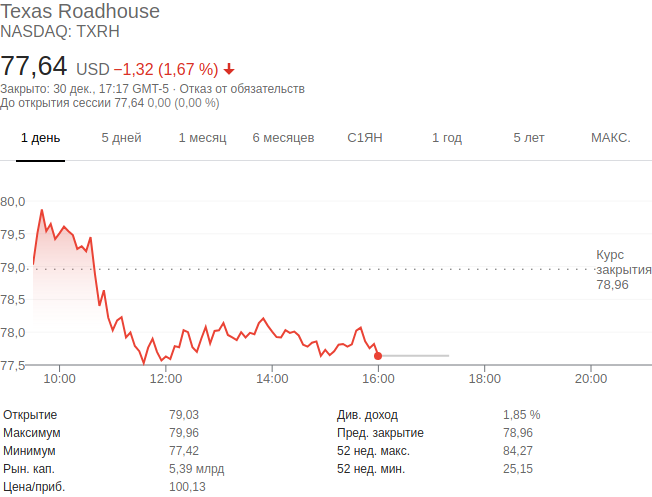 Texas Roadhouse
NASDAQ: TXRH
77,64 USD −1,32 (1,67 %)
Закрыто: 30 дек., 17:17 GMT-5 · Отказ от обязательств
До открытия сессии 77,64 0,00 (0,00 %)
1 день 5 дней 1 месяц 6 месяцев С1ЯН 1 год 5 лет МАКС.
80,0
79,5
Курс
79,0 закрытия
78,96
78,5
78,0
77,5
10:00 12:00 14:00 16:00 18:00 20:00
Открытие 79,03 Див. доход 1,85 %
Максимум 79,96 Пред. закрытие 78,96
Минимум 77,42 52 нед. макс. 84,27
Рын. кап. 5,39 млрд 52 нед. мин. 25,15
Цена/приб. 100,13